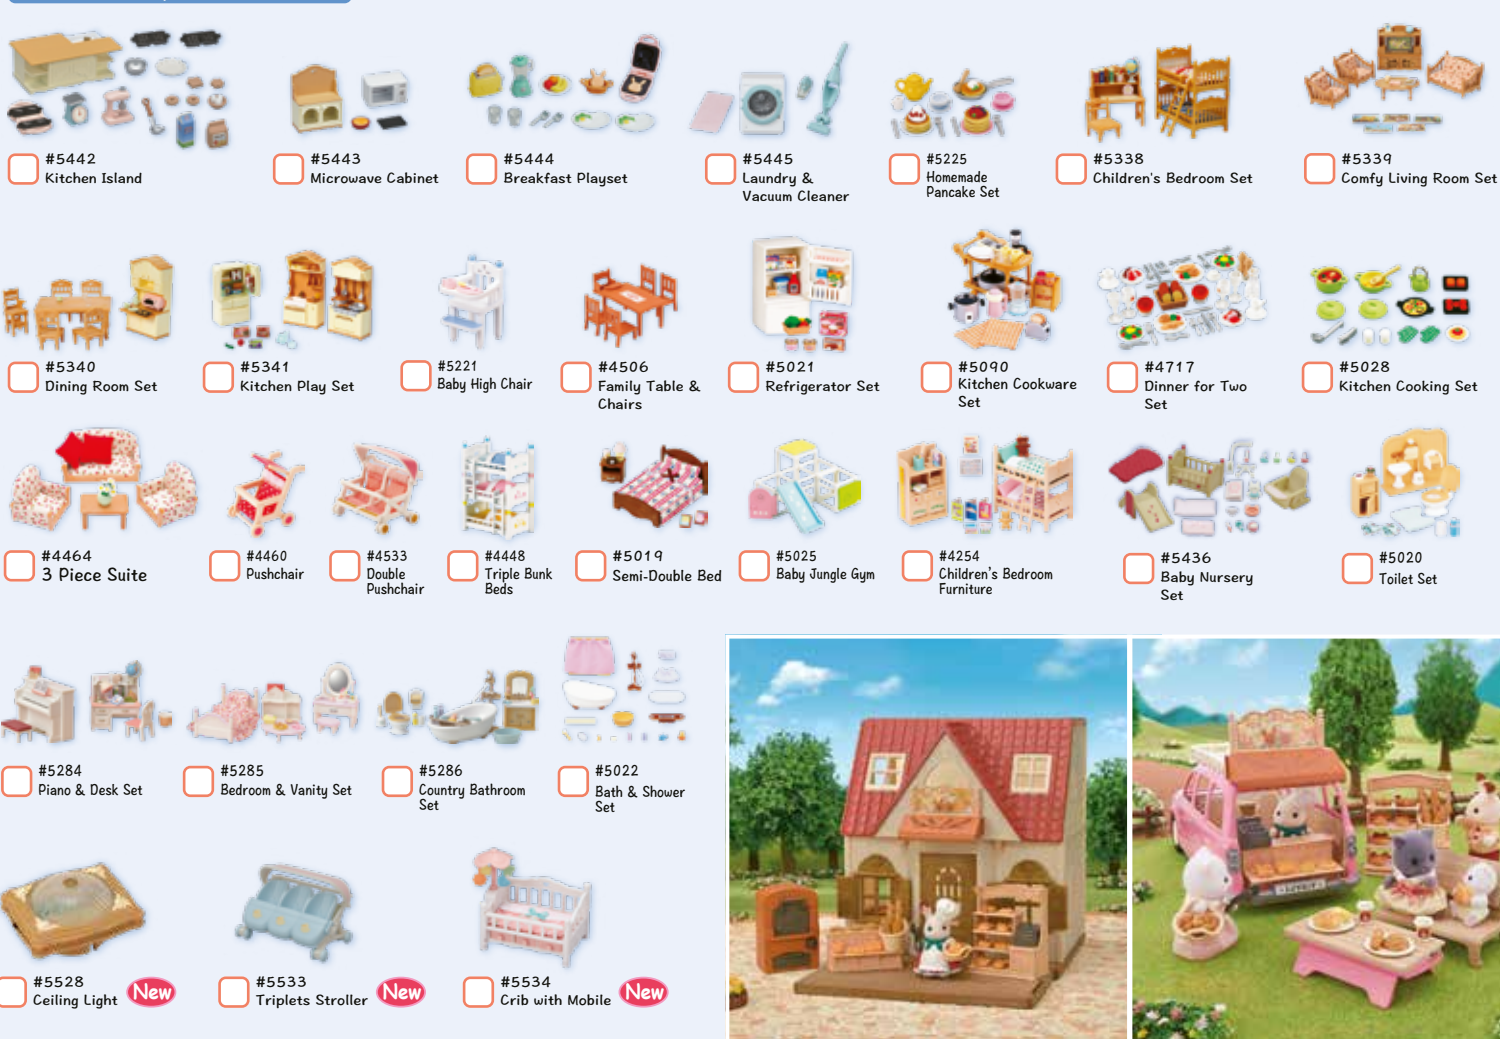 #5442
Kitchen Island
#5443
Microwave Cabinet
#5444
Breakfast Playset
#5445
Laundry &
Vacuum Cleaner
#5225
Homemade
Pancake Set
#5338
Children's Bedroom Set
#5339
Comfy Living Room Set
#5340
Dining Room Set
#5341
Kitchen Play Set
#5221
Baby High Chair
#4506
Family Table &
Chairs
#5021
Refrigerator Set
#5090
Kitchen Cookware
Set
#4717
Dinner for Two
Set
#5028
Kitchen Cooking Set
#4464
3 Piece Suite
#4460
Pushchair
#4533
Double
Pushchair
#4448
Triple Bunk
Beds
#5019
Semi-Double Bed
#5025
Baby Jungle Gym
#4254
Children's Bedroom
Furniture
#5436
Baby Nursery
Set
#5020
Toilet Set
#5284
Piano & Desk Set
#5285
Bedroom & Vanity Set
#5286
Country Bathroom
Set
#5022
Bath & Shower
Set
#5528
Ceiling Light
New
#5533
Triplets Stroller
New
#5534
Crib with Mobile
New